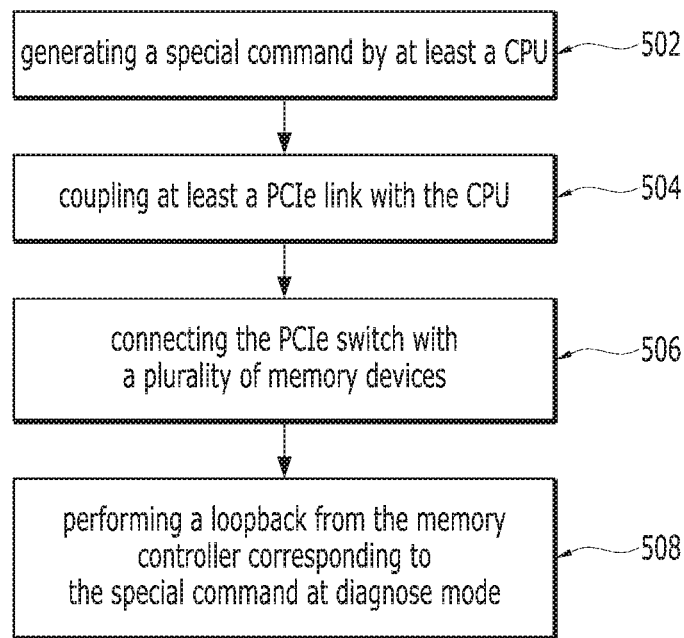 generating a special command by at least a CPU
502
coupling at least a PCIe link with the CPU
504
connecting the PCIe switch with
a plurality of memory devices
506
performing a loopback from the memory
controller corresponding to
the special command at diagnose mode
508